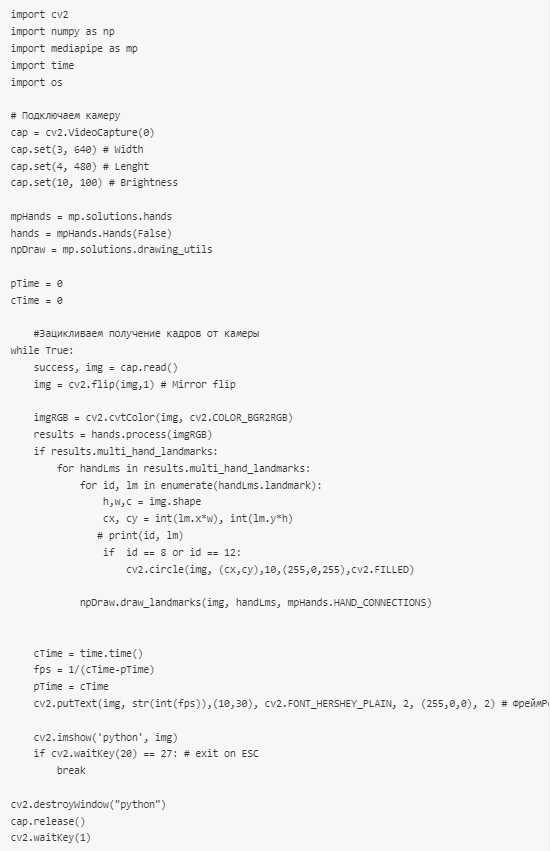 import cv2
import numpy as np
import mediapipe as mp
import time
import os

# Подключаем камеру
cap = cv2.VideoCapture(0)
cap.set(3, 640) # Width
cap.set(4, 480) # Lenght
cap.set(10, 100) # Brightness

mpHands = mp.solutions.hands
hands = mpHands.Hands(False)
npDraw = mp.solutions.drawing_utils

pTime = 0
cTime = 0

    #Зацикливаем получение кадров от камеры
while True:
    success, img = cap.read()
    img = cv2.flip(img,1) # Mirror flip

    imgRGB = cv2.cvtColor(img, cv2.COLOR_BGR2RGB)
    results = hands.process(imgRGB)
    if results.multi_hand_landmarks:
        for handLms in results.multi_hand_landmarks:
            for id, lm in enumerate(handLms.landmark):
                h,w,c = img.shape
                cx, cy = int(lm.x*w), int(lm.y*h)
               # print(id, lm)
                if  id == 8 or id == 12:
                    cv2.circle(img, (cx,cy),10,(255,0,255),cv2.FILLED)

            npDraw.draw_landmarks(img, handLms, mpHands.HAND_CONNECTIONS)


    cTime = time.time()
    fps = 1/(cTime-pTime)
    pTime = cTime
    cv2.putText(img, str(int(fps)),(10,30), cv2.FONT_HERSHEY_PLAIN, 2, (255,0,0), 2) #

    cv2.imshow('python', img)
    if cv2.waitKey(20) == 27: # exit on ESC
        break

cv2.destroyWindow("python")
cap.release()
cv2.waitKey(1)